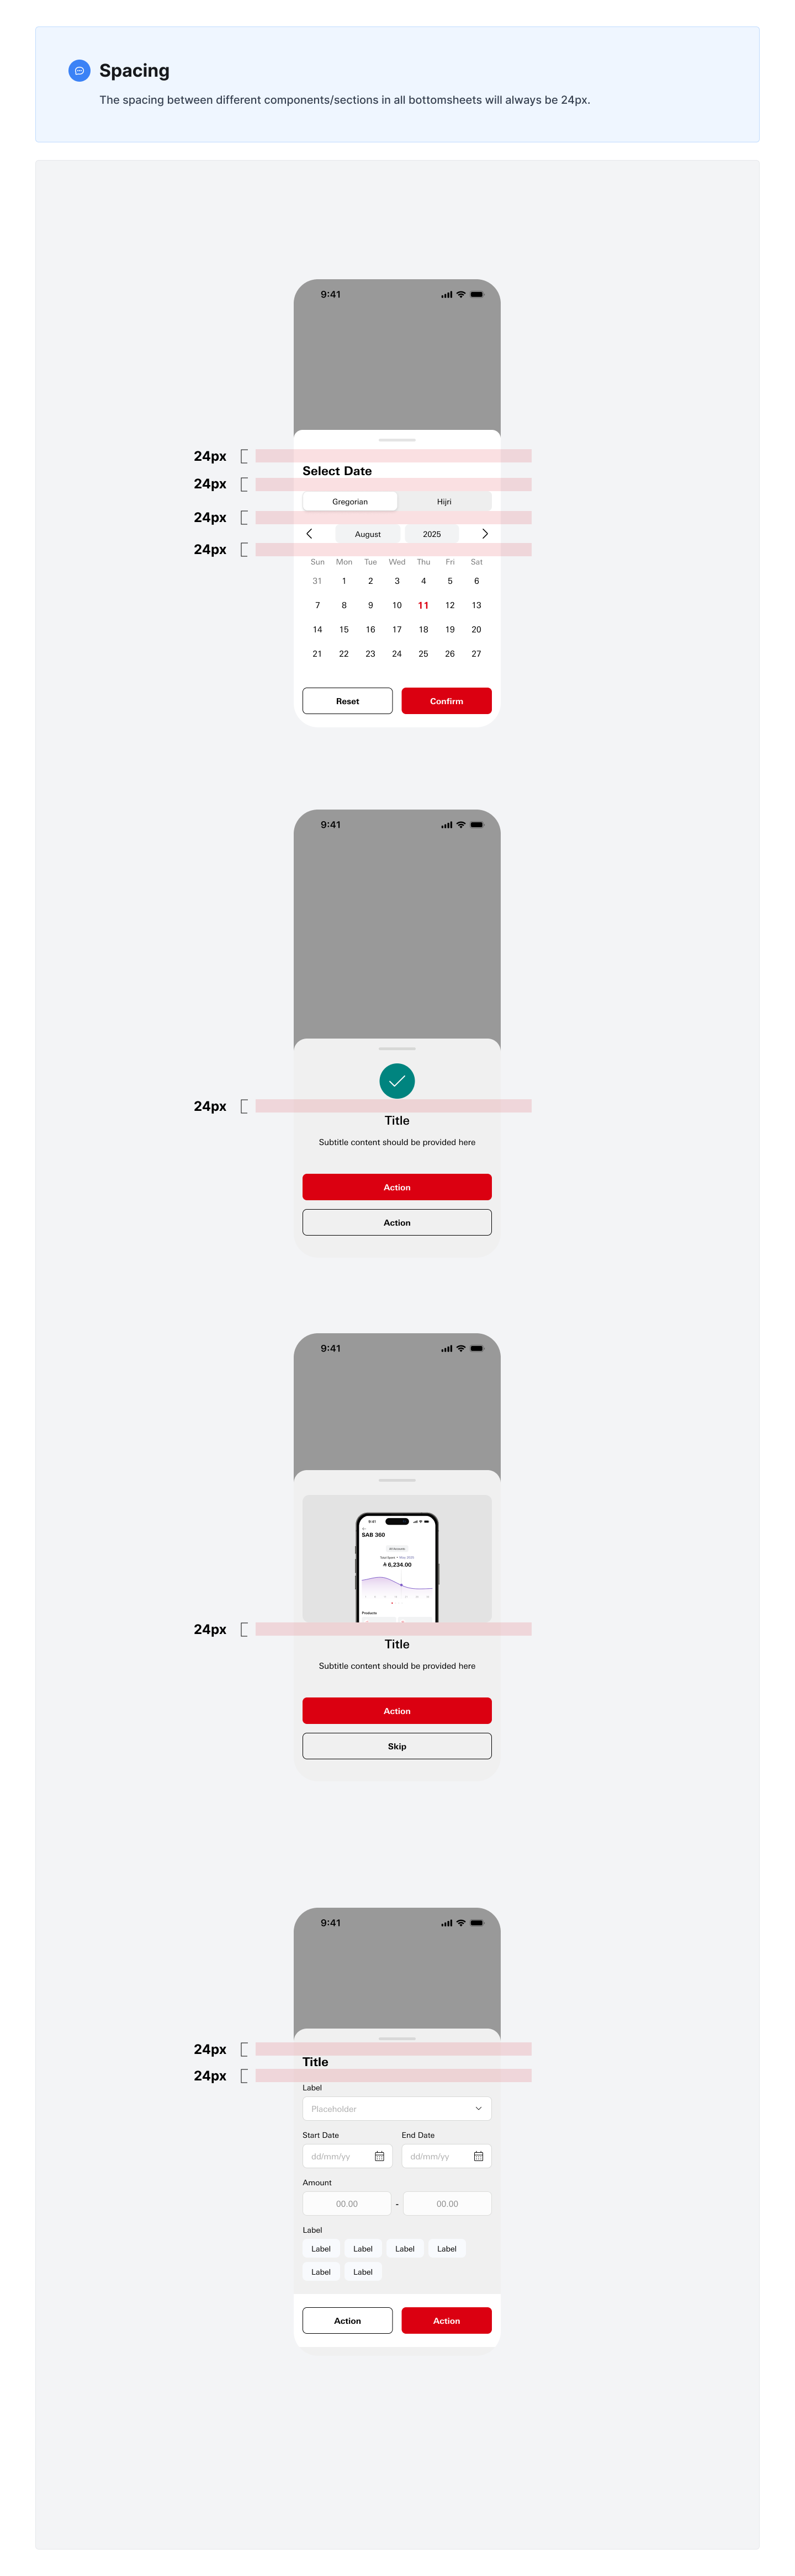 Spacing
The spacing between different components/sections in all bottomsheets will always be 24px.
9:41
24px
Select Date
24px
Gregorian Hijri
24px
August 2025
24px
Sun Mon Tue Wed Thu Fri Sat
31 1 2 3 4 5 6
7 8 9 10 11 12 13
14 15 16 17 18 19 20
21 22 23 24 25 26 27
Reset Confirm
9:41
24px
Title
Subtitle content should be provided here
Action
Action
9:41
9:41
SAB 360
6,234.00
Products
24px
Title
Subtitle content should be provided here
Action
Skip
9:41
24px
Title
24px
Label
Placeholder
Start Date End Date
dd/mm/yy dd/mm/yy
Amount
00.00 - 00.00
Label
Label Label Label Label
Label Label
Action Action